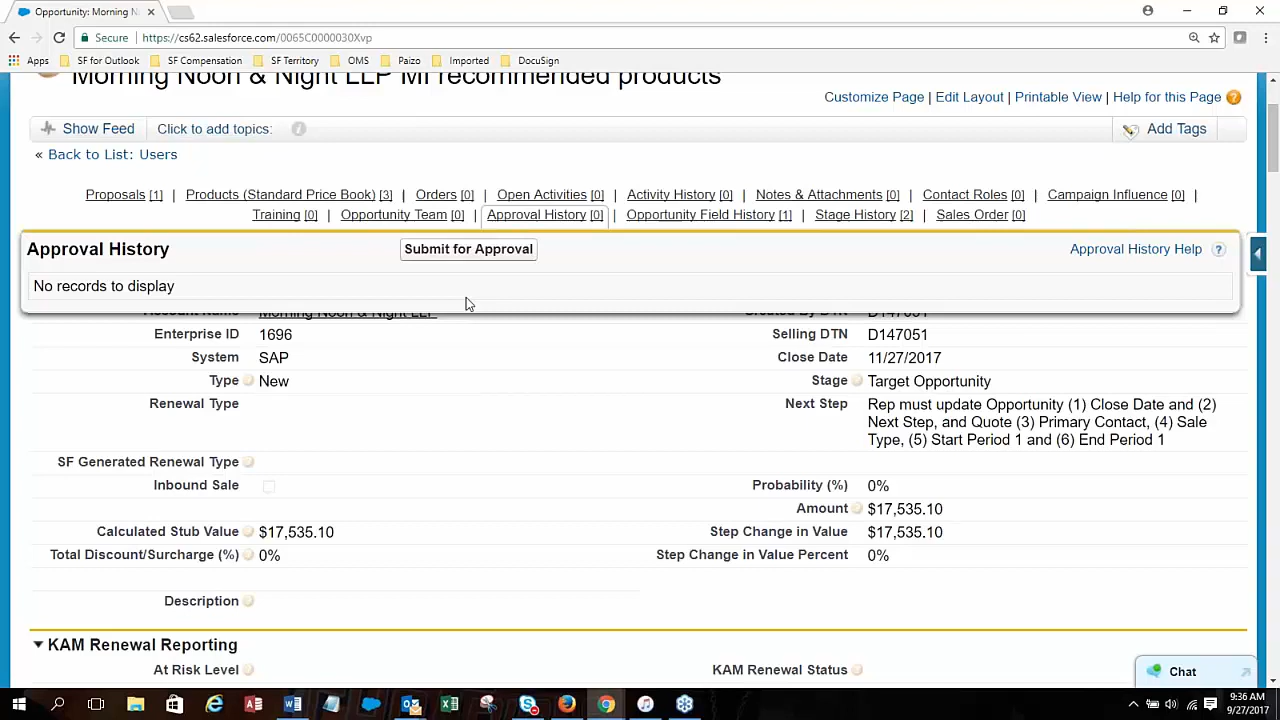 Opportunity: Morning N
Secure https://cs62.salesforce.com/0065C0000030Xvp
Apps SF for Outlook SF Compensation SF Territory OMS Paizo Imported DocuSign
Morning Noon & Night LLP MI recommended products
Customize Page | Edit Layout | Printable View | Help for this Page ?
Show Feed Click to add topics: i Add Tags
« Back to List: Users
Proposals [1] | Products (Standard Price Book) [3] | Orders [0] | Open Activities [0] | Activity History [0] | Notes & Attachments [0] | Contact Roles [0] | Campaign Influence [0] |
Training [0] | Opportunity Team [0] | Approval History [0] | Opportunity Field History [1] | Stage History [2] | Sales Order [0]
Approval History Submit for Approval Approval History Help ?
No records to display
Account Name Morning Noon & Night LLP Created By DTN D147051
Enterprise ID 1696 Selling DTN D147051
System SAP Close Date 11/27/2017
Type New Stage Target Opportunity
Renewal Type Next Step Rep must update Opportunity (1) Close Date and (2)
Next Step, and Quote (3) Primary Contact, (4) Sale
Type, (5) Start Period 1 and (6) End Period 1
SF Generated Renewal Type
Inbound Sale Probability (%) 0%
Amount $17,535.10
Calculated Stub Value $17,535.10 Step Change in Value $17,535.10
Total Discount/Surcharge (%) 0% Step Change in Value Percent 0%
Description
KAM Renewal Reporting
At Risk Level KAM Renewal Status
Chat
9:36 AM
9/27/2017